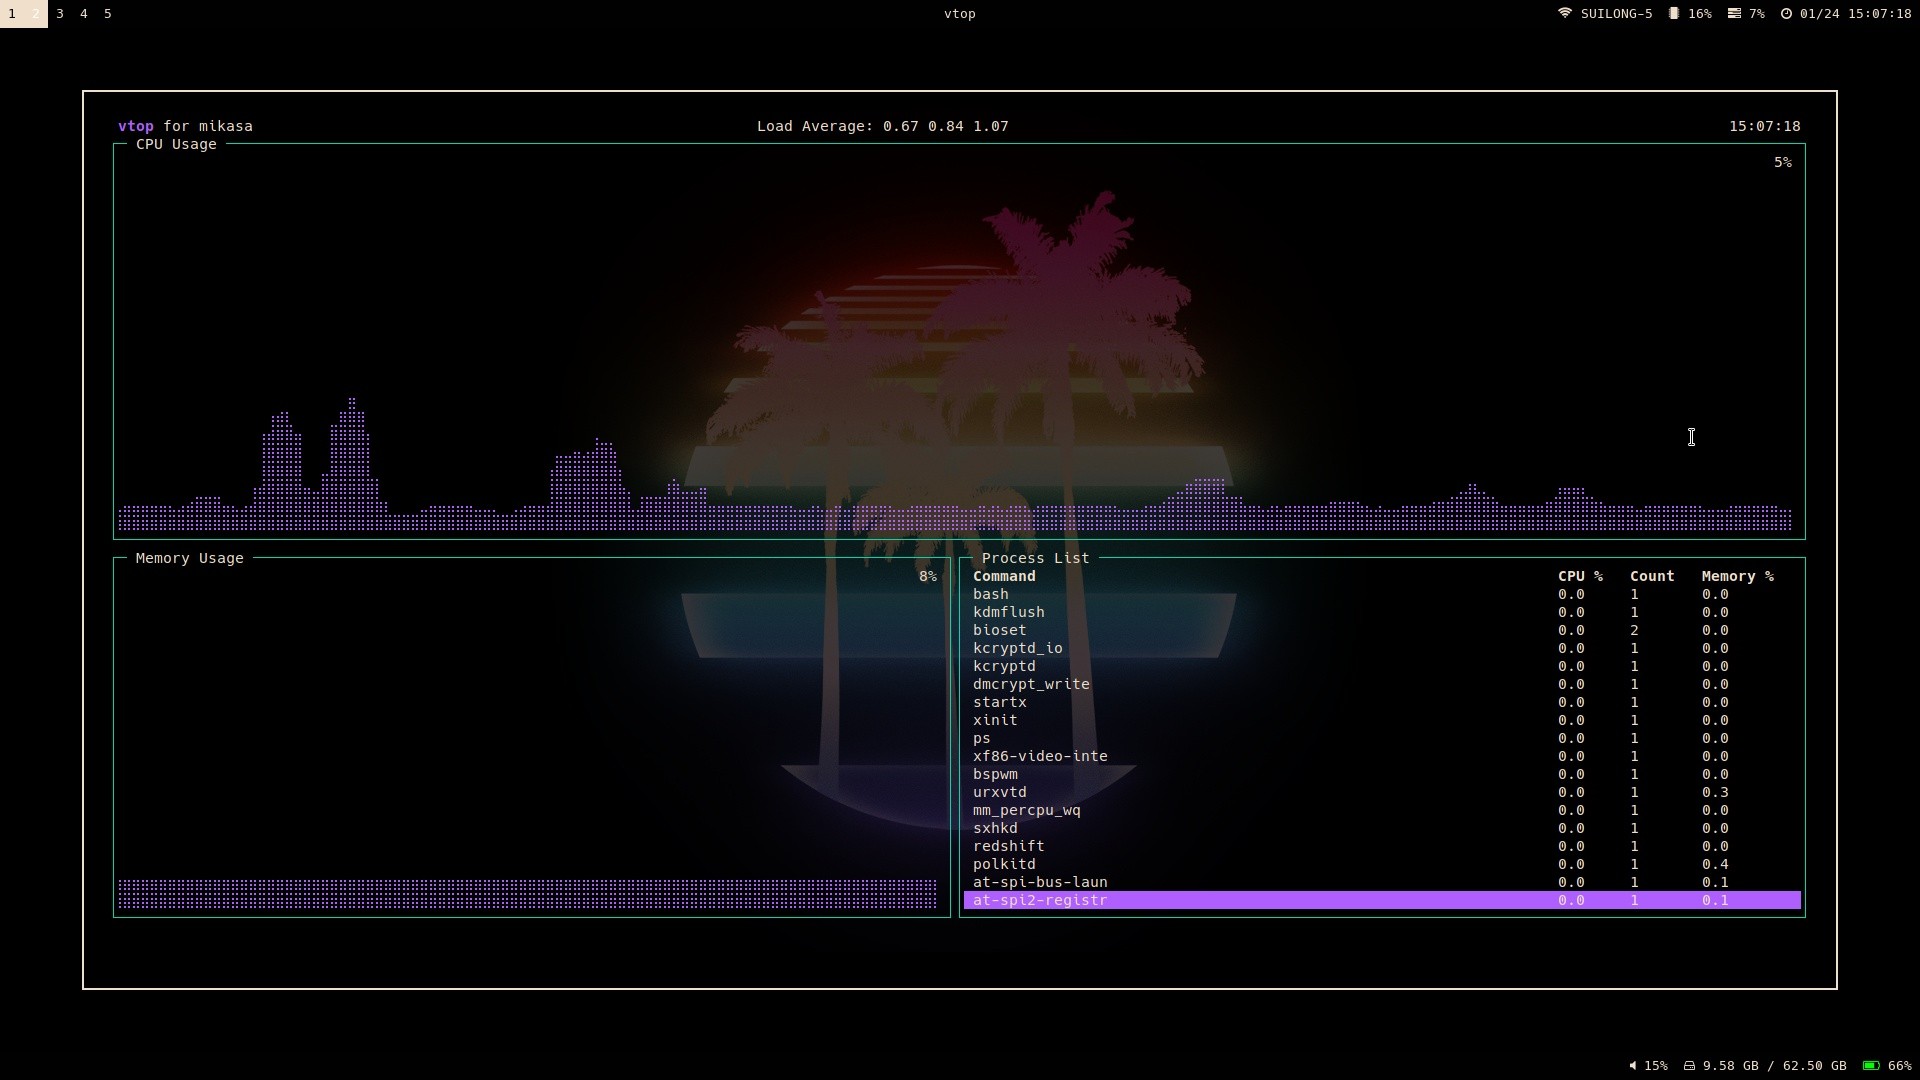 1 2 3 4 5 vtop SUILONG-5 16% 7% 01/24 15:07:18
vtop for mikasa Load Average: 0.67 0.84 1.07 15:07:18
CPU Usage
5%
Memory Usage
8%
Process List
Command CPU % Count Memory %
bash 0.0 1 0.0
kdmflush 0.0 1 0.0
bioset 0.0 2 0.0
kcryptd_io 0.0 1 0.0
kcryptd 0.0 1 0.0
dmcrypt_write 0.0 1 0.0
startx 0.0 1 0.0
xinit 0.0 1 0.0
ps 0.0 1 0.0
xf86-video-inte 0.0 1 0.0
bspwm 0.0 1 0.0
urxvtd 0.0 1 0.3
mm_percpu_wq 0.0 1 0.0
sxhkd 0.0 1 0.0
redshift 0.0 1 0.0
polkitd 0.0 1 0.4
at-spi-bus-laun 0.0 1 0.1
at-spi2-registr 0.0 1 0.1
15% 9.58 GB / 62.50 GB 66%